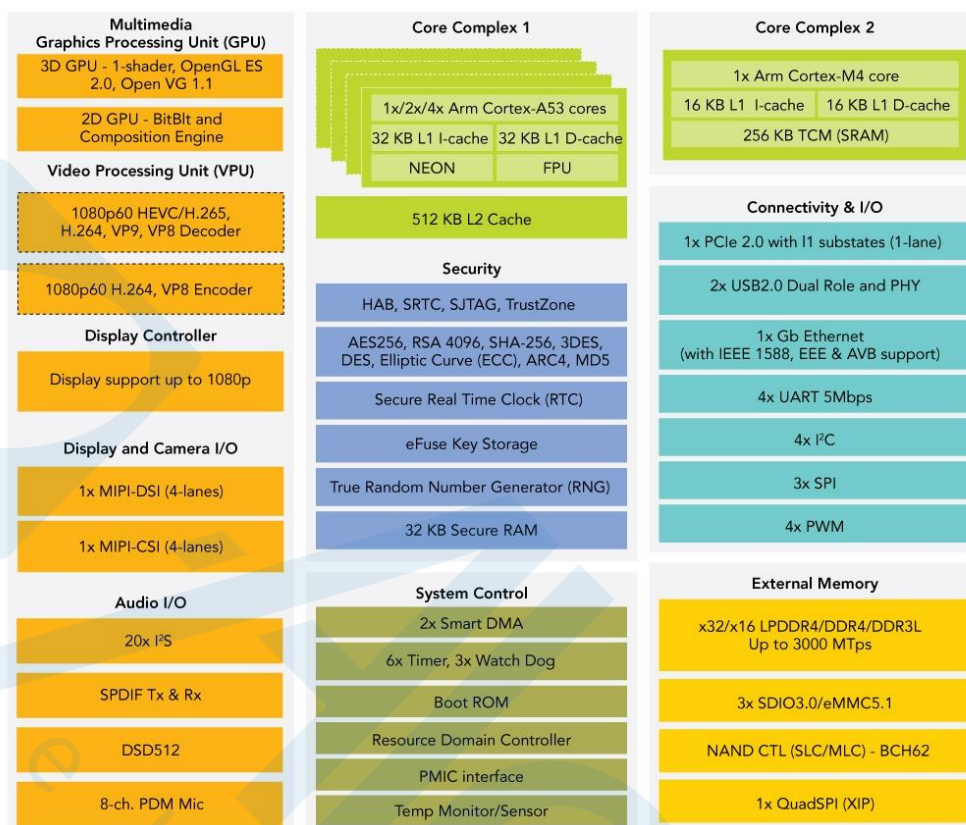 Multimedia
Graphics Processing Unit (GPU)
3D GPU - 1-shader, OpenGL ES
2.0, Open VG 1.1
2D GPU - BitBlt and
Composition Engine
Video Processing Unit (VPU)
1080p60 HEVC/H.265,
H.264, VP9, VP8 Decoder
1080p60 H.264, VP8 Encoder
Display Controller
Display support up to 1080p
Display and Camera I/O
1x MIPI-DSI (4-lanes)
1x MIPI-CSI (4-lanes)
Audio I/O
20x I²S
SPDIF Tx & Rx
DSD512
8-ch. PDM Mic
Core Complex 1
1x/2x/4x Arm Cortex-A53 cores
32 KB L1 I-cache
32 KB L1 D-cache
NEON
FPU
512 KB L2 Cache
Security
HAB, SRTC, SJTAG, TrustZone
AES256, RSA 4096, SHA-256, 3DES,
DES, Elliptic Curve (ECC), ARC4, MD5
Secure Real Time Clock (RTC)
eFuse Key Storage
True Random Number Generator (RNG)
32 KB Secure RAM
System Control
2x Smart DMA
6x Timer, 3x Watch Dog
Boot ROM
Resource Domain Controller
PMIC interface
Temp Monitor/Sensor
Core Complex 2
1x Arm Cortex-M4 core
16 KB L1 I-cache
16 KB L1 D-cache
256 KB TCM (SRAM)
Connectivity & I/O
1x PCIe 2.0 with l1 substates (1-lane)
2x USB2.0 Dual Role and PHY
1x Gb Ethernet
(with IEEE 1588, EEE & AVB support)
4x UART 5Mbps
4x I²C
3x SPI
4x PWM
External Memory
x32/x16 LPDDR4/DDR4/DDR3L
Up to 3000 MTps
3x SDIO3.0/eMMC5.1
NAND CTL (SLC/MLC) - BCH62
1x QuadSPI (XIP)